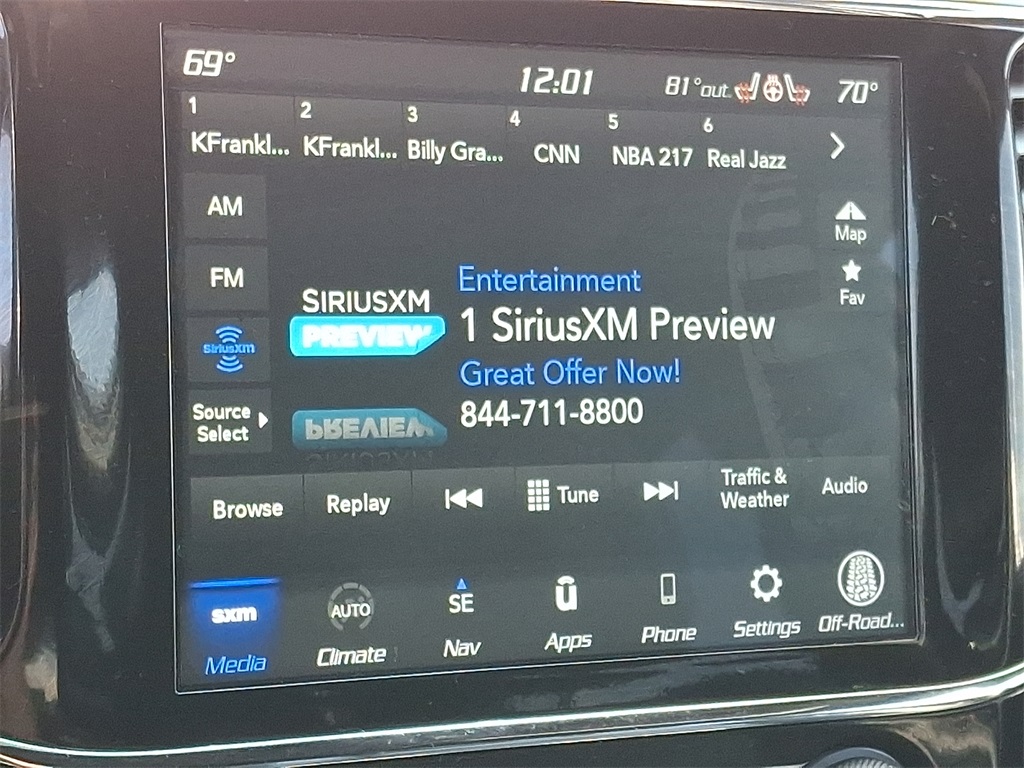 69°
12:01
81°out.
70°
1 2 3 4 5 6
KFrankl... KFrankl... Billy Gra... CNN NBA 217 Real Jazz
AM
Map
FM
Fav
SiriusXM
Source
Select
SIRIUSXM
PREVIEW
Entertainment
1 SiriusXM Preview
Great Offer Now!
844-711-8800
PREVIEW
SIRIUSXM
Browse
Replay
Tune
Traffic &
Weather
Audio
sxm
Media
AUTO
Climate
SE
Nav
ū
Apps
Phone
Settings
Off-Road...